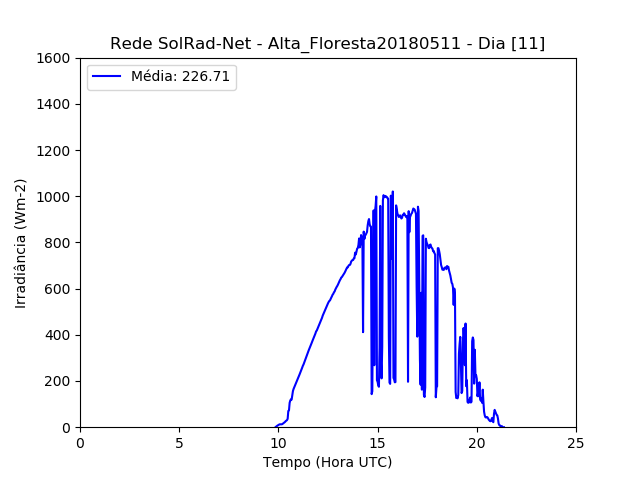 Rede SolRad-Net - Alta_Floresta20180511 - Dia [11]
Média: 226.71
Irradiância (Wm-2)
1600
1400
1200
1000
800
600
400
200
0
0 5 10 15 20 25
Tempo (Hora UTC)